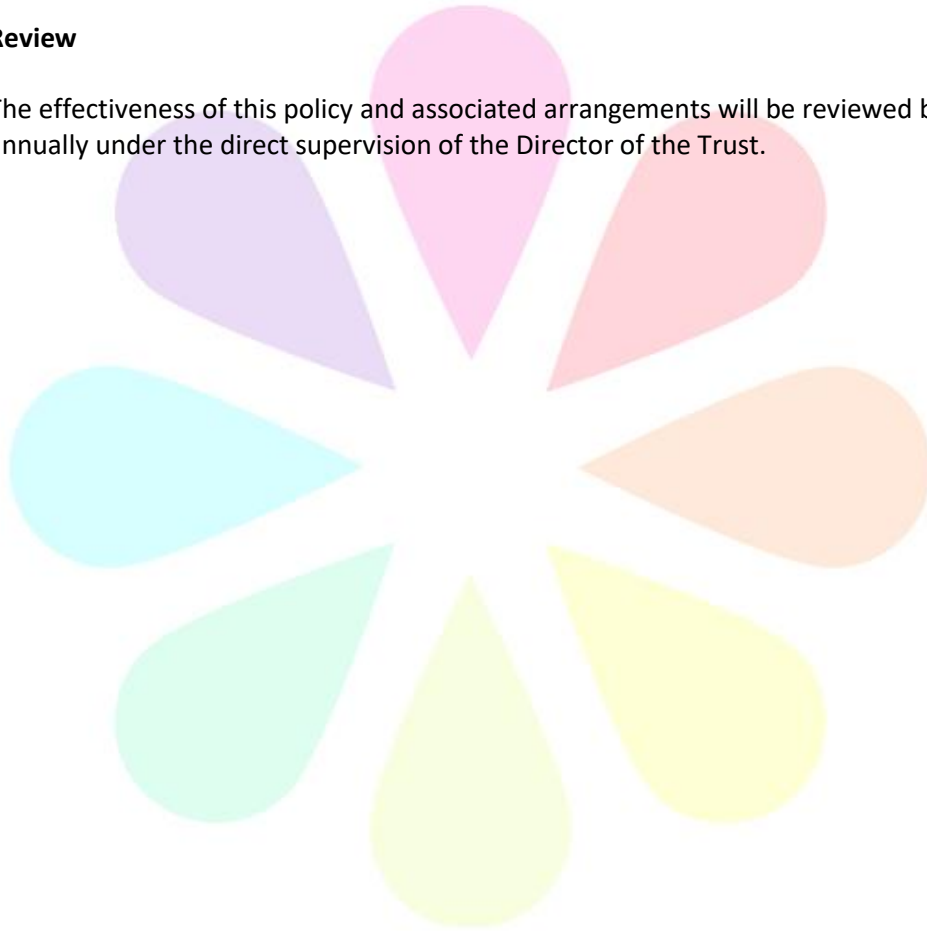 Review
The effectiveness of this policy and associated arrangements will be reviewed
annually under the direct supervision of the Director of the Trust.